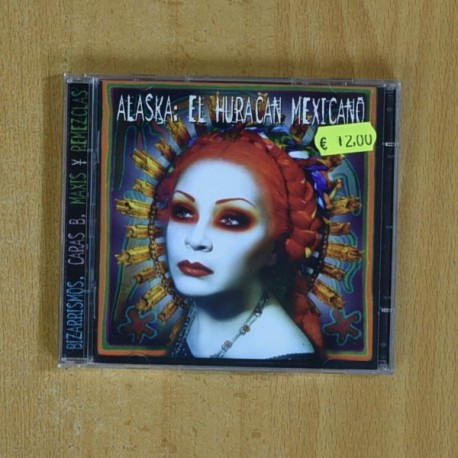 ALASKA: EL HURACÁN MEXICANO
€ 12,00
BIZARRISMOS, CARAS B, MAXIS Y REMEZCLAS